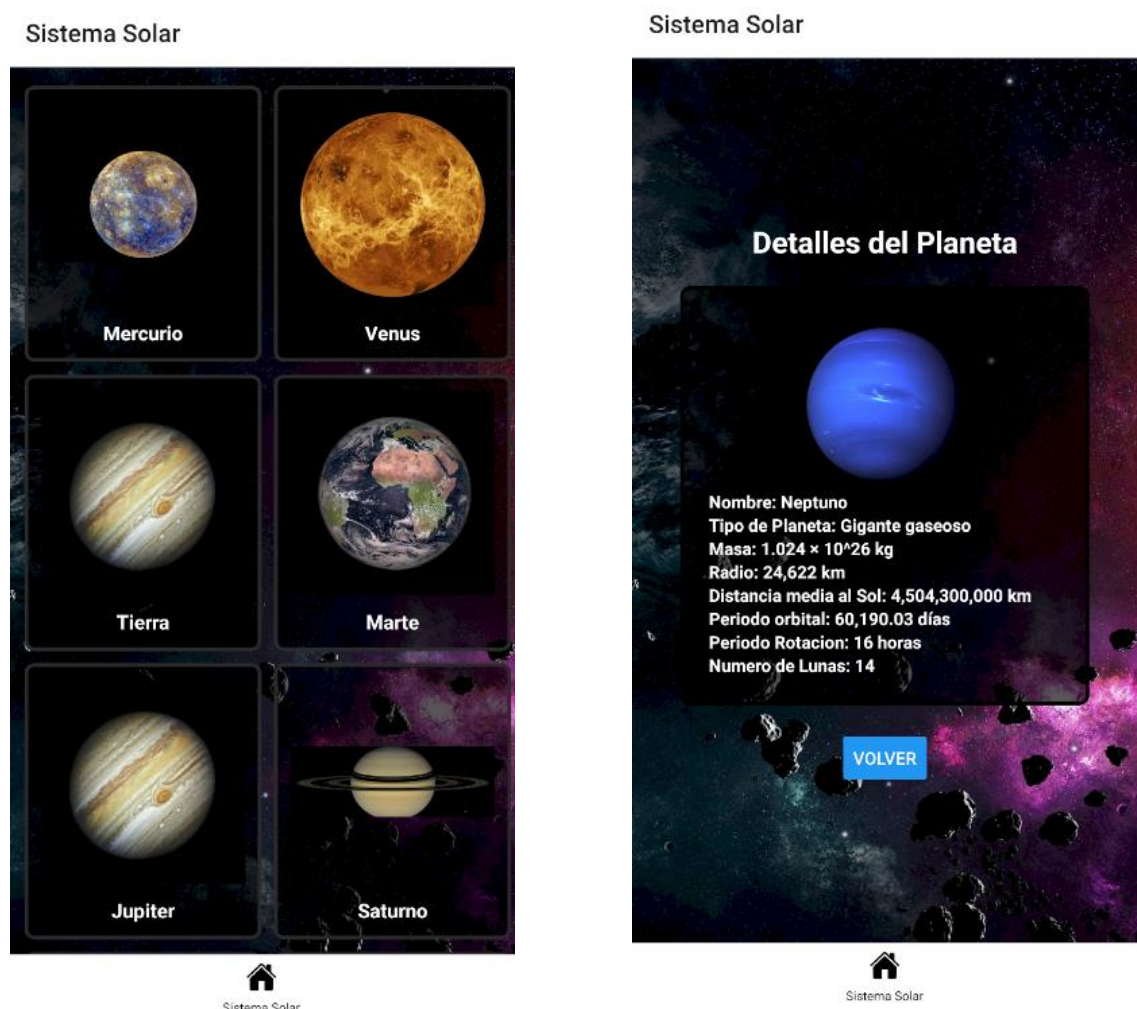 Sistema Solar
Mercurio
Venus
Tierra
Marte
Jupiter
Saturno
Sistema Solar
Sistema Solar
Detalles del Planeta
Nombre: Neptuno
Tipo de Planeta: Gigante gaseoso
Masa: 1.024 × 10^26 kg
Radio: 24,622 km
Distancia media al Sol: 4,504,300,000 km
Periodo orbital: 60,190.03 días
Periodo Rotacion: 16 horas
Numero de Lunas: 14
VOLVER
Sistema Solar